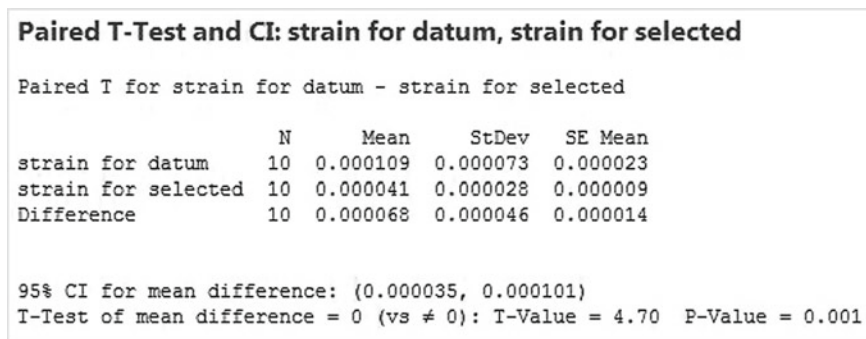 Paired T-Test and CI: strain for datum, strain for selected
Paired T for strain for datum - strain for selected
N Mean StDev SE Mean
strain for datum 10 0.000109 0.000073 0.000023
strain for selected 10 0.000041 0.000028 0.000009
Difference 10 0.000068 0.000046 0.000014
95% CI for mean difference: (0.000035, 0.000101)
T-Test of mean difference = 0 (vs ≠ 0): T-Value = 4.70 P-Value = 0.001